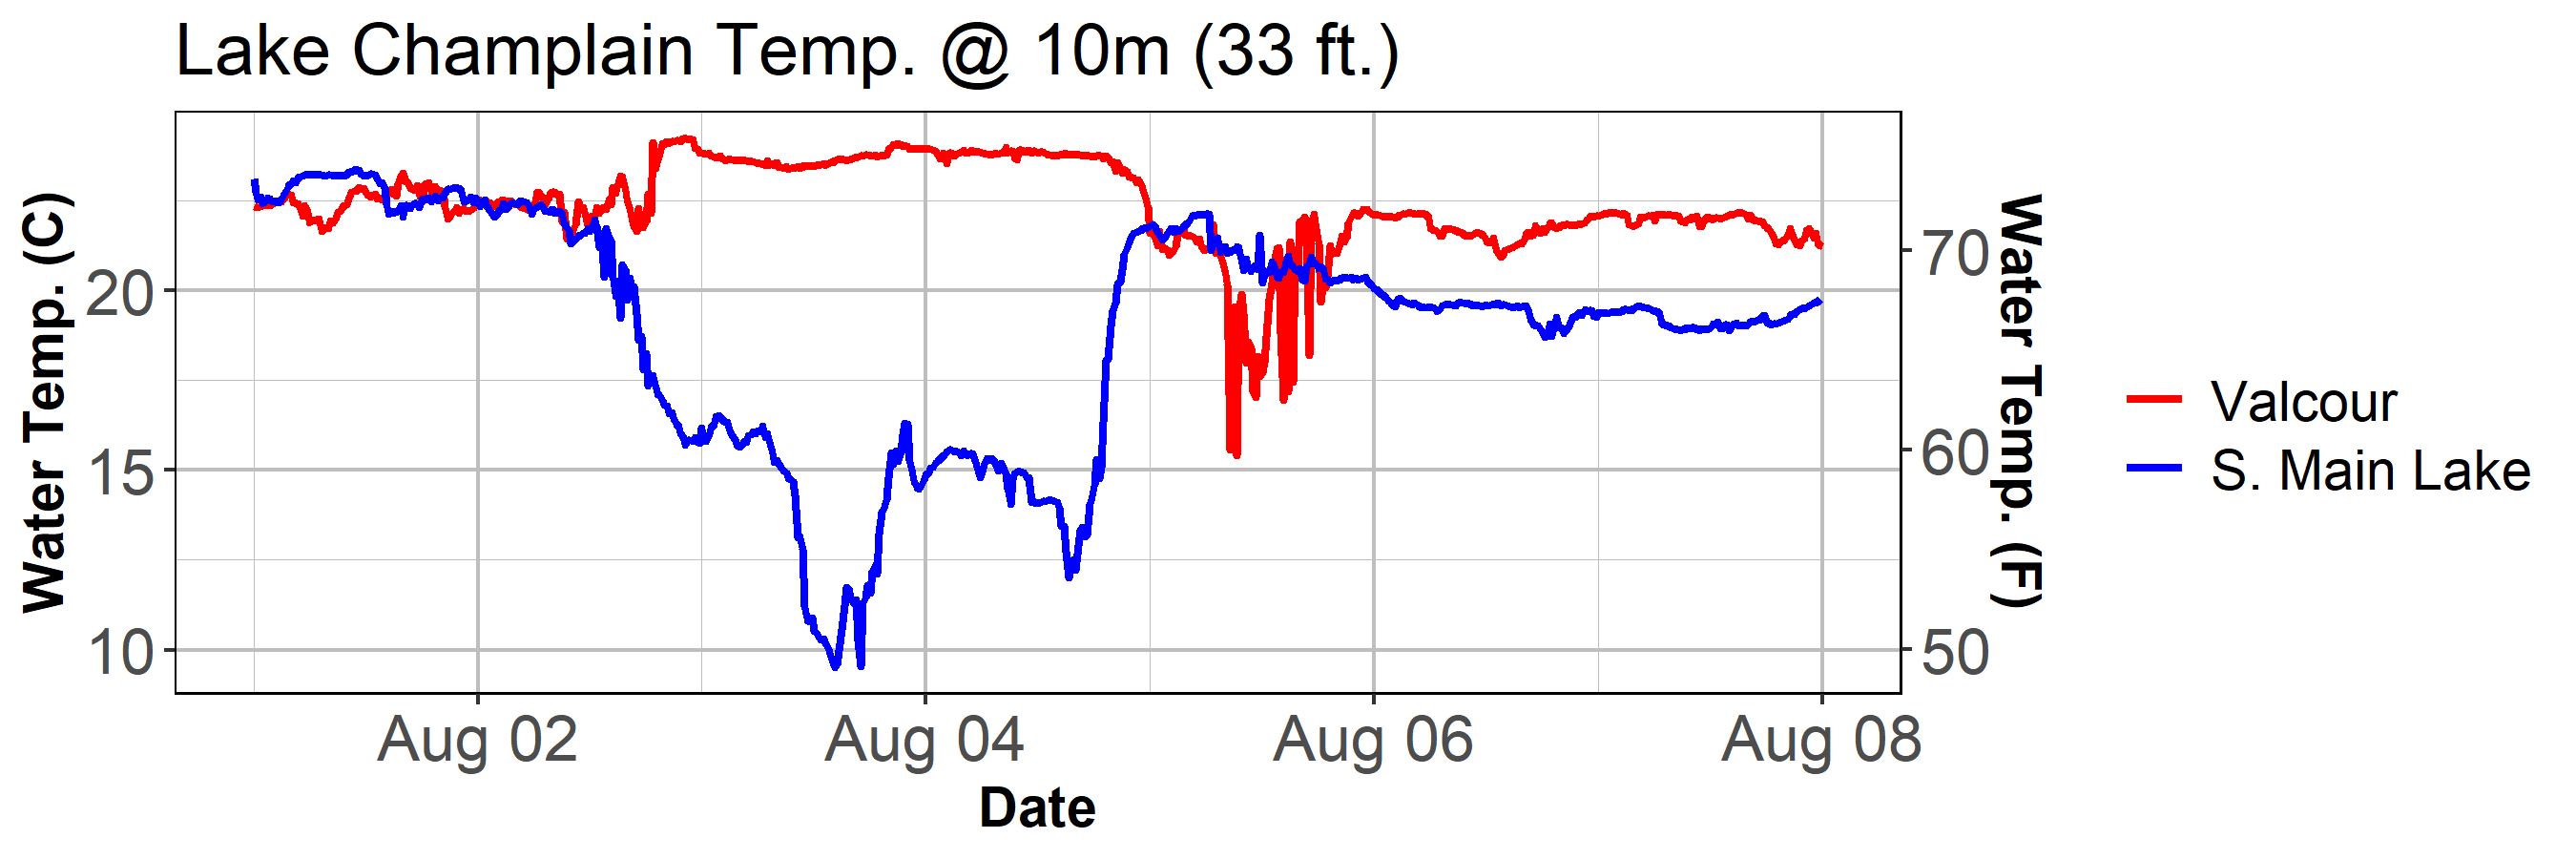 Lake Champlain Temp. @ 10m (33 ft.)
Water Temp. (C)
20
15
10
Water Temp. (F)
70
60
50
Aug 02
Aug 04
Aug 06
Aug 08
Date
Valcour
S. Main Lake